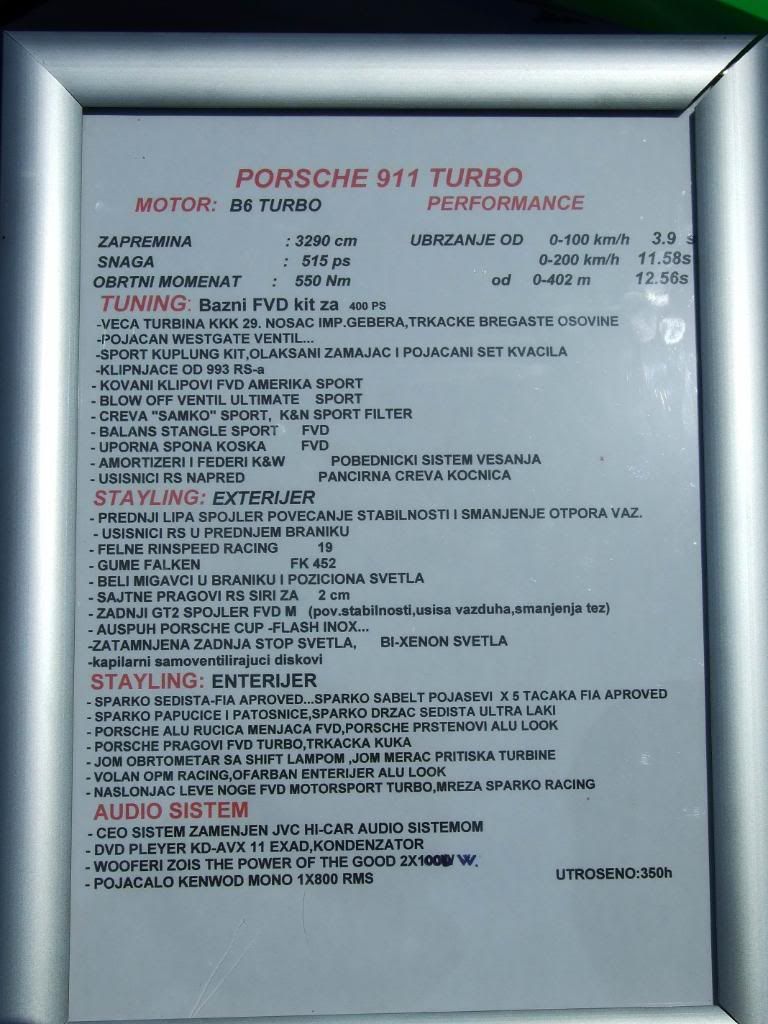 PORSCHE 911 TURBO
MOTOR: B6 TURBO PERFORMANCE
ZAPREMINA : 3290 cm UBRZANJE OD 0-100 km/h 3.9 s
SNAGA : 515 ps 0-200 km/h 11.58s
OBRTNI MOMENAT : 550 Nm od 0-402 m 12.56s
TUNING: Bazni FVD kit za 400 PS
-VECA TURBINA KKK 29. NOSAC IMP.GEBERA,TRKACKE BREGASTE OSOVINE
-POJACAN WESTGATE VENTIL...
-SPORT KUPLUNG KIT,OLAKSANI ZAMAJAC I POJACANI SET KVACILA
-KLIPNJACE OD 993 RS-a
- KOVANI KLIPOVI FVD AMERIKA SPORT
- BLOW OFF VENTIL ULTIMATE SPORT
- CREVA "SAMKO" SPORT, K&N SPORT FILTER
- BALANS STANGLE SPORT FVD
- UPORNA SPONA KOSKA FVD
- AMORTIZERI I FEDERI K&W POBEDNICKI SISTEM VESANJA
- USISNICI RS NAPRED PANCIRNA CREVA KOCNICA
STAYLING: EXTERIJER
- PREDNJI LIPA SPOJLER POVECANJE STABILNOSTI I SMANJENJE OTPORA VAZ.
- USISNICI RS U PREDNJEM BRANIKU
- FELNE RINSPEED RACING 19
- GUME FALKEN FK 452
- BELI MIGAVCI U BRANIKU I POZICIONA SVETLA
- SAJTNE PRAGOVI RS SIRI ZA 2 cm
- ZADNJI GT2 SPOJLER FVD M (pov.stabilnosti,usisa vazduha,smanjenja tez)
- AUSPUH PORSCHE CUP -FLASH INOX...
-ZATAMNJENA ZADNJA STOP SVETLA, BI-XENON SVETLA
-kapilarni samoventilirajuci diskovi
STAYLING: ENTERIJER
- SPARKO SEDISTA-FIA APROVED...SPARKO SABELT POJASEVI X 5 TACAKA FIA APROVED
- SPARKO PAPUCICE I PATOSNICE,SPARKO DRZAC SEDISTA ULTRA LAKI
- PORSCHE ALU RUCICA MENJACA FVD,PORSCHE PRSTENOVI ALU LOOK
- PORSCHE PRAGOVI FVD TURBO,TRKACKA KUKA
- JOM OBRTOMETAR SA SHIFT LAMPOM ,JOM MERAC PRITISKA TURBINE
- VOLAN OPM RACING,OFARBAN ENTERIJER ALU LOOK
- NASLONJAC LEVE NOGE FVD MOTORSPORT TURBO,MREZA SPARKO RACING
AUDIO SISTEM
- CEO SISTEM ZAMENJEN JVC HI-CAR AUDIO SISTEMOM
- DVD PLEYER KD-AVX 11 EXAD,KONDENZATOR
- WOOFERI ZOIS THE POWER OF THE GOOD W.
- POJACALO KENWOD MONO 1X800 RMS UTROSENO:350h